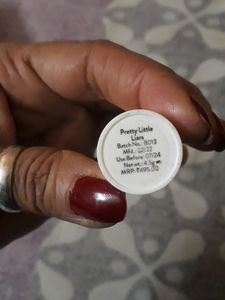 Pretty Little
Liars
Batch No.: B013
Mfd.: 02/22
Use Before: 07/24
Net wt.: 4.5g
MRP: ₹495.00